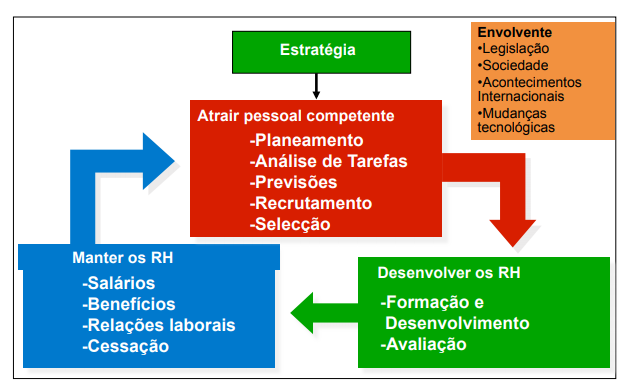 Estratégia
Envolvente
•Legislação
•Sociedade
•Acontecimentos
Internacionais
•Mudanças
tecnológicas
Atrair pessoal competente
-Planeamento
-Análise de Tarefas
-Previsões
-Recrutamento
-Selecção
Manter os RH
-Salários
-Benefícios
-Relações laborais
-Cessação
Desenvolver os RH
-Formação e
Desenvolvimento
-Avaliação